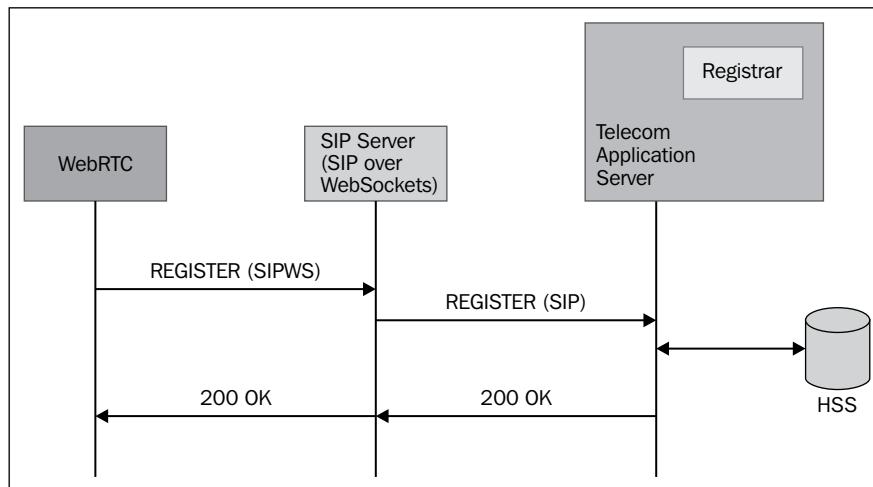 Registrar
WebRTC
SIP Server
(SIP over
WebSockets)
Telecom
Application
Server
REGISTER (SIPWS)
REGISTER (SIP)
200 OK
200 OK
HSS